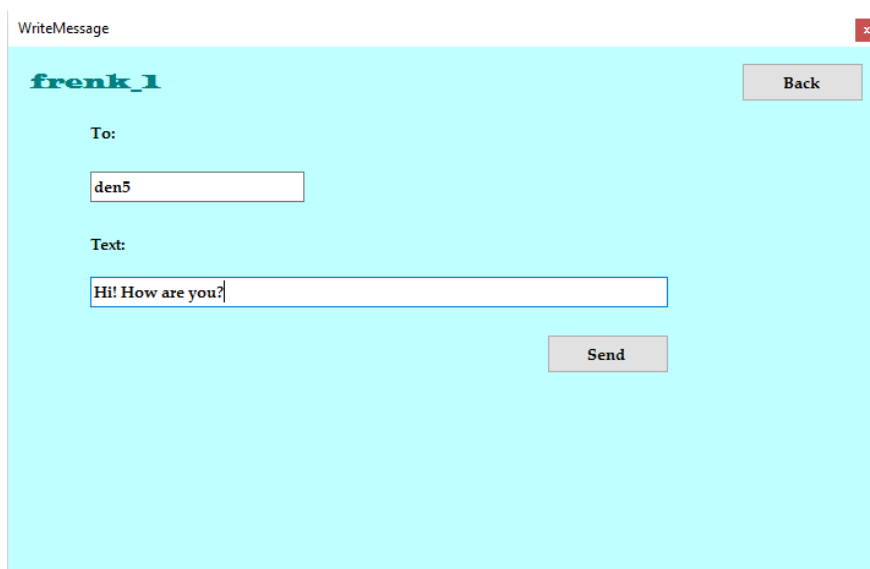 WriteMessage
x
frenk_1
Back
To:
den5
Text:
Hi! How are you?
Send